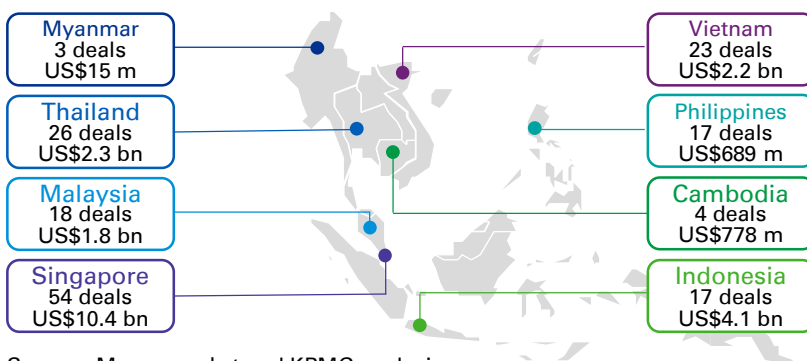 Myanmar
3 deals
US$15 m
Thailand
26 deals
US$2.3 bn
Malaysia
18 deals
US$1.8 bn
Singapore
54 deals
US$10.4 bn
Vietnam
23 deals
US$2.2 bn
Philippines
17 deals
US$689 m
Cambodia
4 deals
US$778 m
Indonesia
17 deals
US$4.1 bn